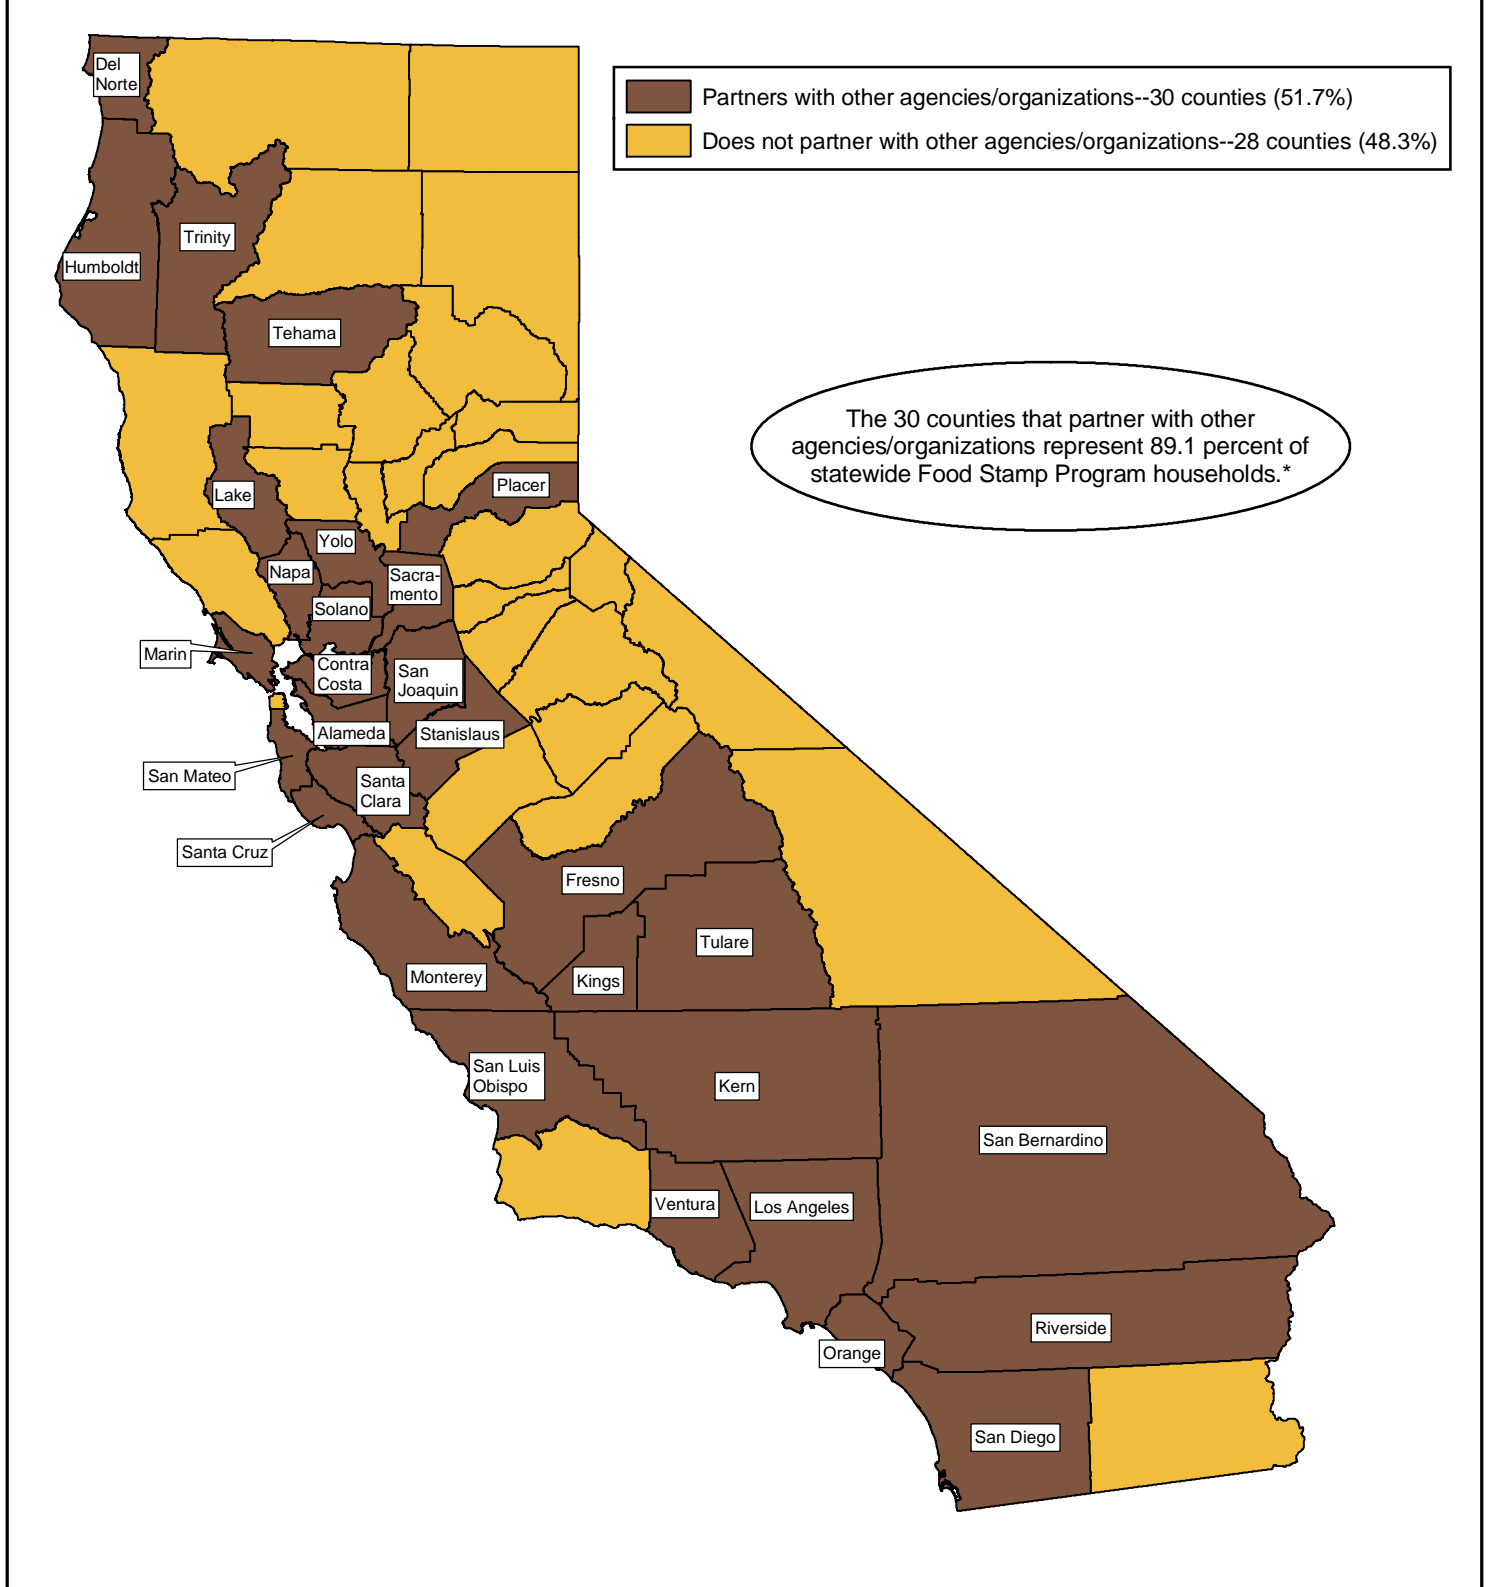 Del
Norte
Partners with other agencies/organizations--30 counties (51.7%)
Does not partner with other agencies/organizations--28 counties (48.3%)
Trinity
Humboldt
Tehama
The 30 counties that partner with other
agencies/organizations represent 89.1 percent of
statewide Food Stamp Program households.*
Placer
Lake
Yolo
Napa
Sacra-
mento
Solano
Marin
Contra
Costa
San
Joaquin
Alameda
Stanislaus
San Mateo
Santa
Clara
Santa Cruz
Fresno
Tulare
Monterey
Kings
San Luis
Obispo
Kern
San Bernardino
Ventura
Los Angeles
Riverside
Orange
San Diego